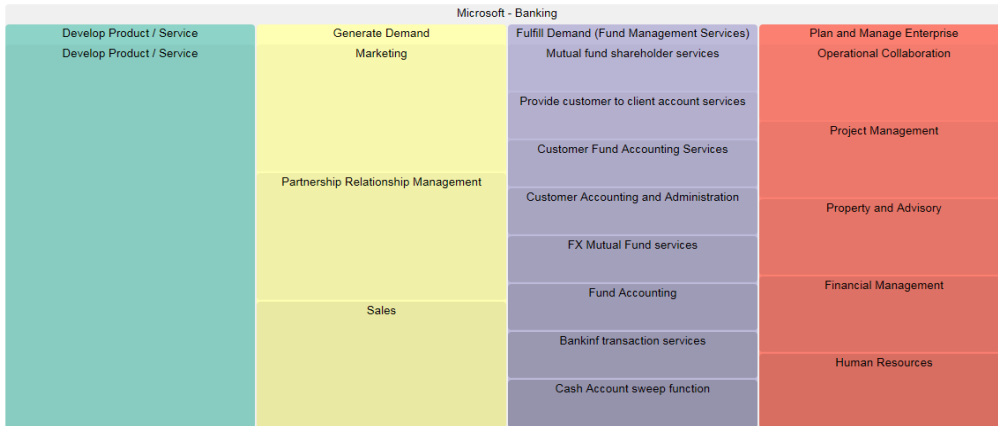 Microsoft - Banking
Develop Product / Service
Develop Product / Service
Generate Demand
Marketing
Partnership Relationship Management
Sales
Fulfill Demand (Fund Management Services)
Mutual fund shareholder services
Provide customer to client account services
Customer Fund Accounting Services
Customer Accounting and Administration
FX Mutual Fund services
Fund Accounting
Bankinf transaction services
Cash Account sweep function
Plan and Manage Enterprise
Operational Collaboration
Project Management
Property and Advisory
Financial Management
Human Resources